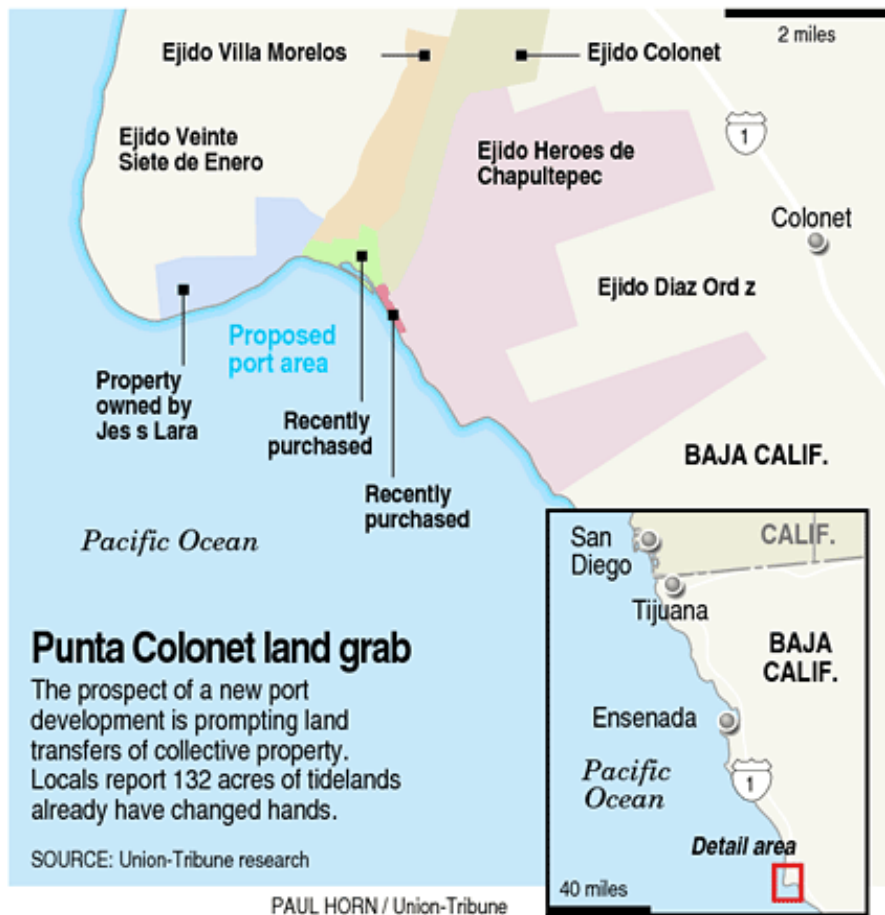 2 miles
Ejido Villa Morelos
Ejido Colonet
Ejido Veinte
Siete de Enero
Ejido Heroes de
Chapultepec
1
Colonet
Ejido Diaz Ord z
Proposed
port area
Property
owned by
Jes s Lara
Recently
purchased
Recently
purchased
BAJA CALIF.
Pacific Ocean
Punta Colonet land grab
The prospect of a new port
development is prompting land
transfers of collective property.
Locals report 132 acres of tidelands
already have changed hands.
SOURCE: Union-Tribune research
San
Diego
CALIF.
Tijuana
BAJA
CALIF.
Ensenada
Pacific
Ocean
1
Detail area
40 miles
PAUL HORN / Union-Tribune